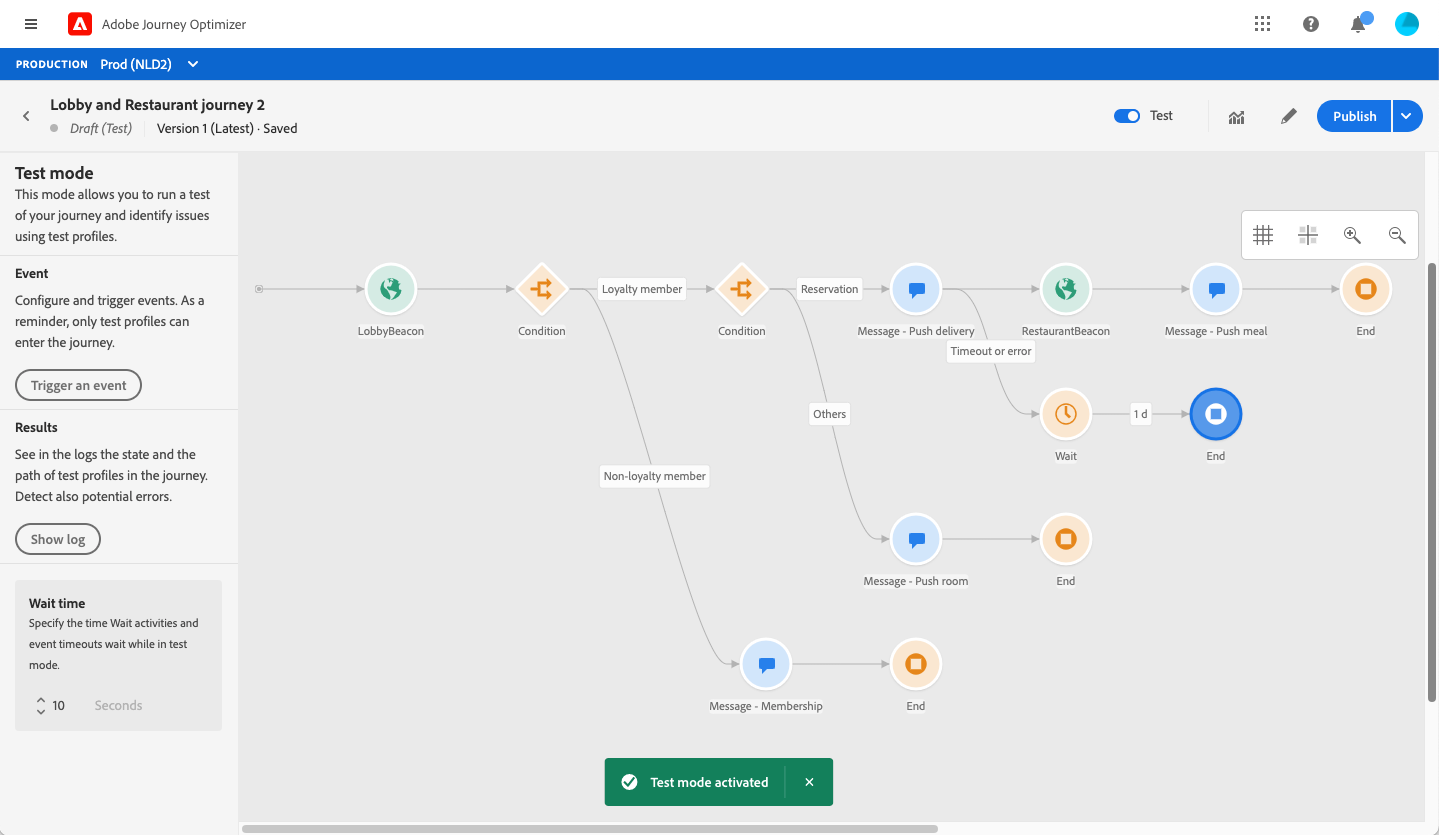 Adobe Journey Optimizer
PRODUCTION Prod (NLD2)
Lobby and Restaurant journey 2
Draft (Test) Version 1 (Latest) · Saved
Test
Publish
Test mode
This mode allows you to run a test
of your journey and identify issues
using test profiles.
Event
Configure and trigger events. As a
reminder, only test profiles can
enter the journey.
Trigger an event
Results
See in the logs the state and the
path of test profiles in the journey.
Detect also potential errors.
Show log
Wait time
Specify the time Wait activities and
event timeouts wait while in test
mode.
10 Seconds
Loyalty member
Reservation
LobbyBeacon
Condition
Condition
Message - Push delivery
RestaurantBeacon
Message - Push meal
End
Timeout or error
Others
1 d
Wait
End
Non-loyalty member
Message - Push room
End
Message - Membership
End
Test mode activated